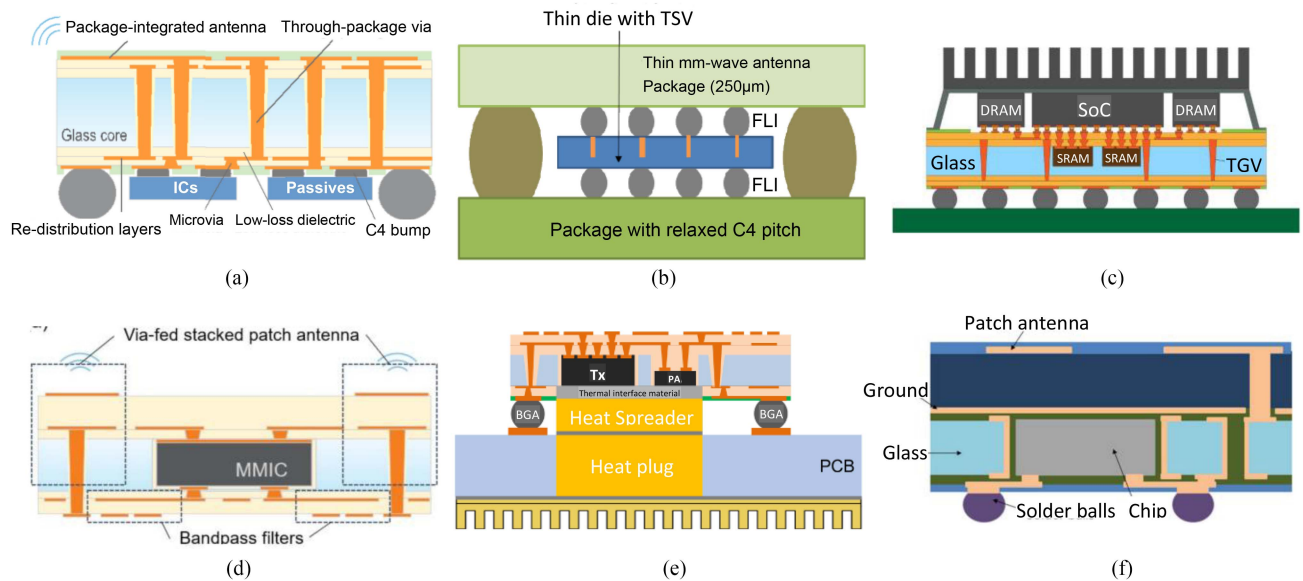 Package-integrated antenna
Through-package via
Glass core
ICs
Passives
Re-distribution layers
Microvia
Low-loss dielectric
C4 bump
(a)
Thin die with TSV
Thin mm-wave antenna
Package (250μm)
FLI
FLI
Package with relaxed C4 pitch
(b)
DRAM
SoC
DRAM
Glass
SRAM
SRAM
TGV
(c)
Via-fed stacked patch antenna
MMIC
Bandpass filters
(d)
Tx
PA
Thermal interface material
BGA
Heat Spreader
BGA
Heat plug
PCB
(e)
Patch antenna
Ground
Glass
Solder balls
Chip
(f)